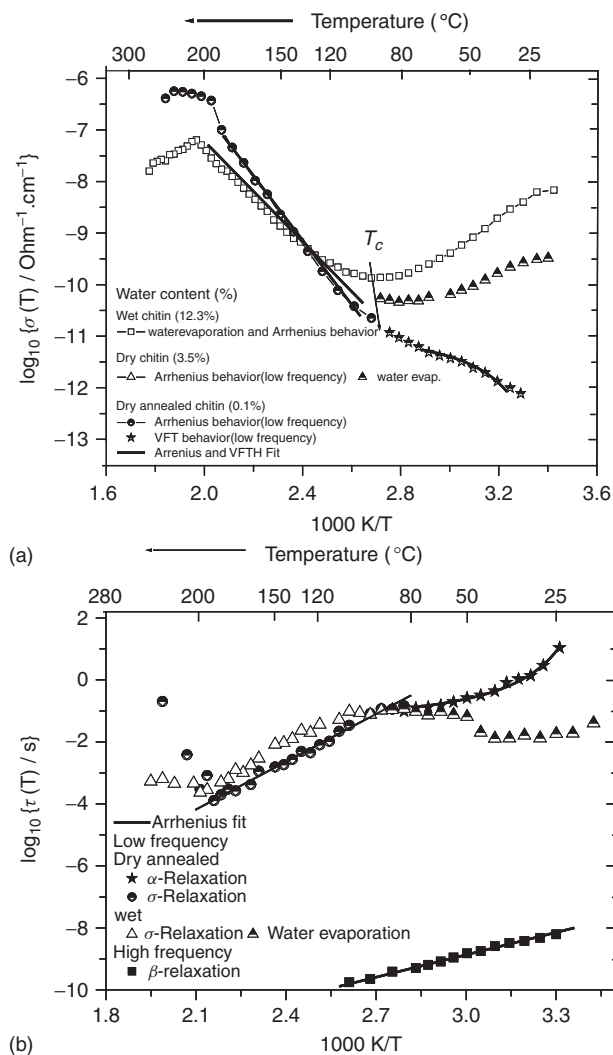 Temperature (°C)
300 250 200 150 100 80 50 25
−6
−7
−8
−9
−10
−11
−12
−13
log10 {σ (T) / Ohm−1.cm−1}
Tc
Water content (%)
Wet chitin (12.3%)
waterevaporation and Arrhenius behavior
Dry chitin (3.5%)
Arrhenius behavior(low frequency) water evap.
Dry annealed chitin (0.1%)
Arrhenius behavior(low frequency)
VFT behavior(low frequency)
Arrenius and VFTH Fit
1.6 2.0 2.4 2.8 3.2 3.6
1000 K/T
(a)
Temperature (°C)
280 200 150 120 80 50 25
2
0
−2
−4
−6
−8
−10
log10 {τ (T) / s}
Arrhenius fit
Low frequency
Dry annealed
α-Relaxation
σ-Relaxation
wet
σ-Relaxation Water evaporation
High frequency
β-relaxation
1.8 2.1 2.4 2.7 3.0 3.3
1000 K/T
(b)